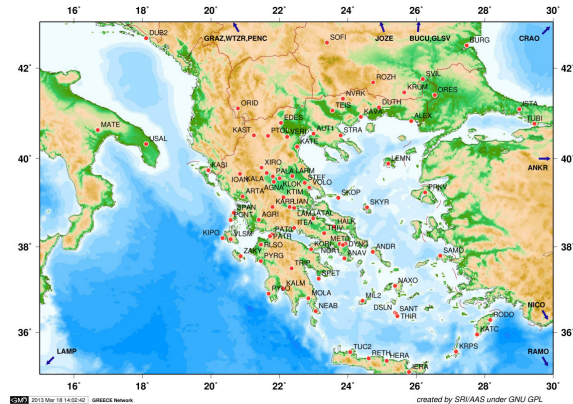 16˚ 18˚ 20˚ 22˚ 24˚ 26˚ 28˚ 30˚
DUB2 GRAZ,WTZR,PENC SOFI JOZE BUCU,GLSV BURG CRAO
42˚ 42˚
ROZH SVIL
NVRK KRUM ORES
ORID TEIS DUTH ISTA
KAVA
EDES ALEX TUBI
MATE KAST PTOL VERI AUT1 STRA
USAL KATE
40˚ 40˚
KASI XIRO LEMN ANKR
IOAN KALA PALA LARM
AGNA KLOK STEF
ARTA KTIM VOLO PRKV
SPAN KARP LIAN SKOP
PONT AGRI LAMI ATAL SKYR
ITEA HALK
KIPO VLSM PAT0 THIV
38˚ PATR METG 38˚
RLSO KORI NOA1 DYNG
ZAKY PYRG ANAV ANDR SAMO
TRIP
SPET
PYLO KALM NAXO
MOLA MIL2 NICO
NEAB DSLN SANT RODO
36˚ THIR KATC 36˚
LAMP TUC2 KRPS RAMO
RETH HERA
IERA
16˚ 18˚ 20˚ 22˚ 24˚ 26˚ 28˚ 30˚
GMD 2013 Mar 18 14:02:42 GREECE Network created by SRI/AAS under GNU GPL